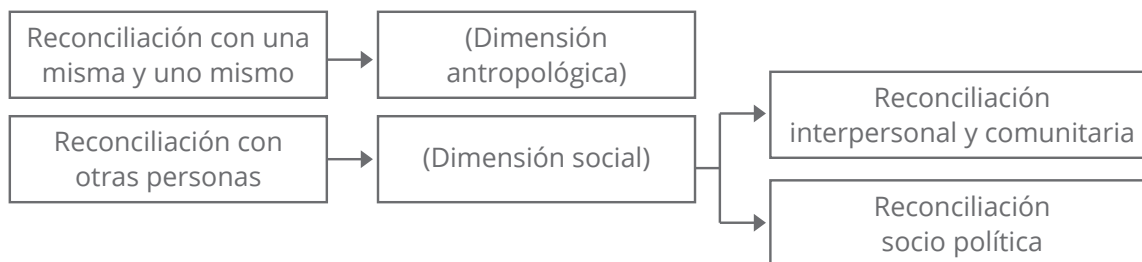 Reconciliación con una
misma y uno mismo
(Dimensión
antropológica)
Reconciliación con
otras personas
(Dimensión social)
Reconciliación
interpersonal y comunitaria
Reconciliación
socio política